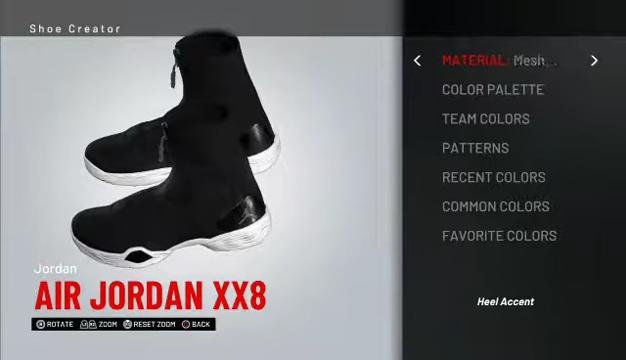 Shoe Creator
MATERIAL: Mesh...
COLOR PALETTE
TEAM COLORS
PATTERNS
RECENT COLORS
COMMON COLORS
FAVORITE COLORS
Heel Accent
Jordan
AIR JORDAN XX8
ROTATE ZOOM RESET ZOOM BACK